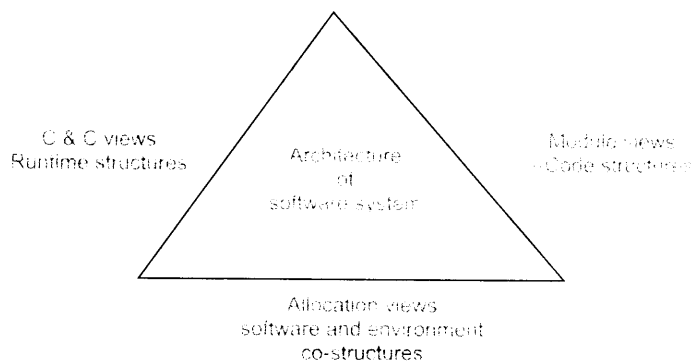 C & C views
Runtime structures
Architecture
of
software system
Module views
-Code structures
Allocation views
software and environment
co-structures